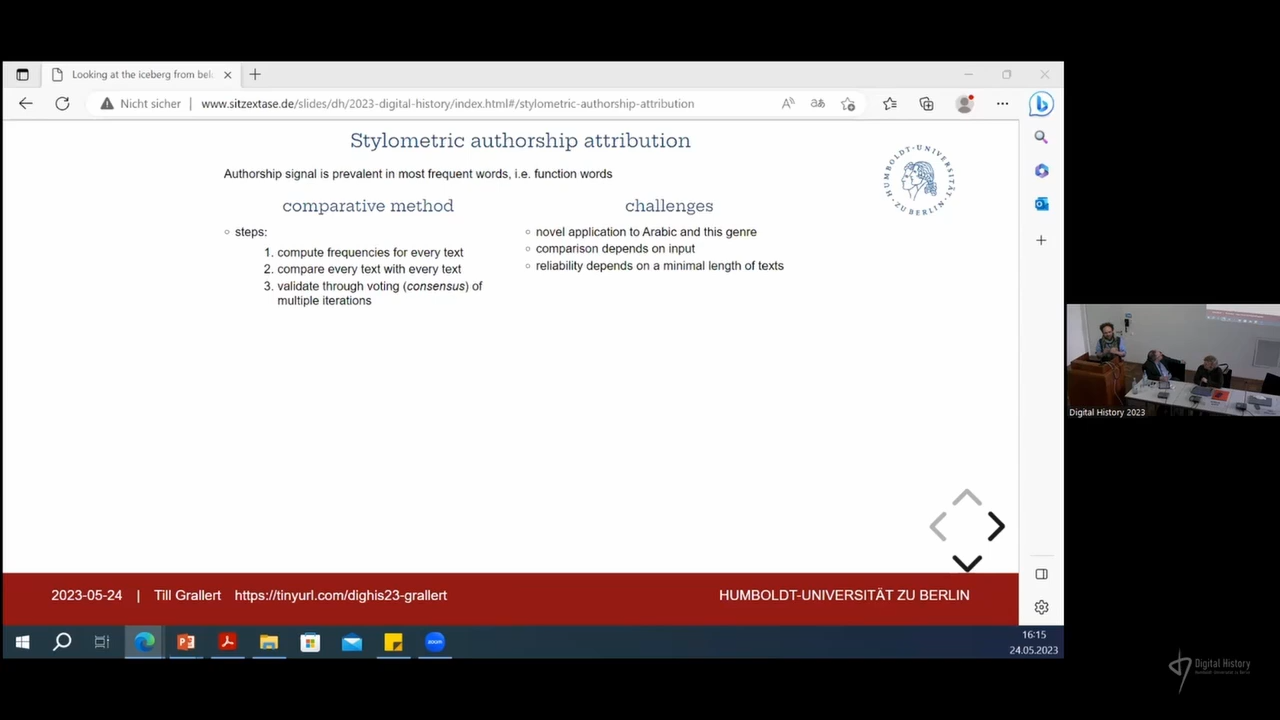 Looking at the iceberg from bel
Nicht sicher
www.sitzextase.de/slides/dh/2023-digital-history/index.html#/stylometric-authorship-attribution
Stylometric authorship attribution
Authorship signal is prevalent in most frequent words, i.e. function words
HUMBOLDT-UNIVERSITÄT ZU BERLIN
comparative method
steps:
1. compute frequencies for every text
2. compare every text with every text
3. validate through voting (consensus) of
multiple iterations
challenges
novel application to Arabic and this genre
comparison depends on input
reliability depends on a minimal length of texts
Digital History 2023
2023-05-24 | Till Grallert https://tinyurl.com/dighis23-grallert
HUMBOLDT-UNIVERSITÄT ZU BERLIN
zoom
16:15
24.05.2023
Digital History